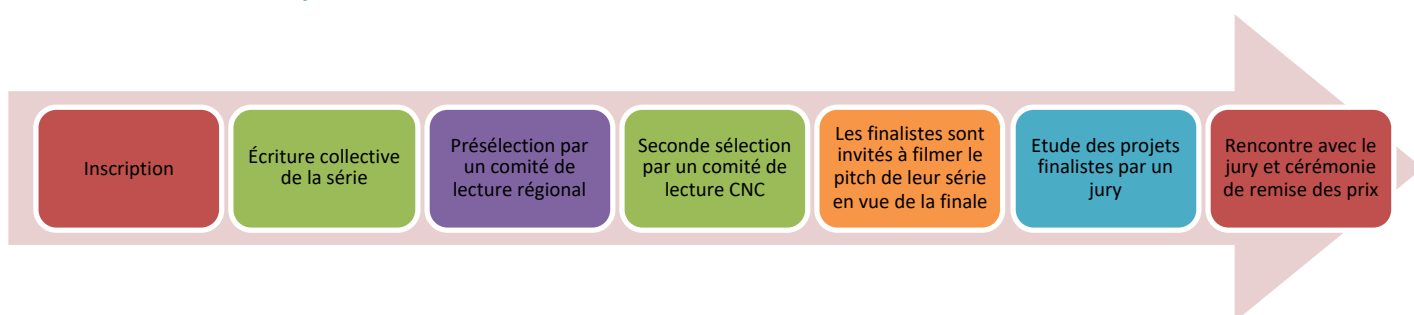 Inscription
Écriture collective
de la série
Présélection par
un comité de
lecture régional
Seconde sélection
par un comité de
lecture CNC
Les finalistes sont
invités à filmer le
pitch de leur série
en vue de la finale
Etude des projets
finalistes par un
jury
Rencontre avec le
jury et cérémonie
de remise des prix